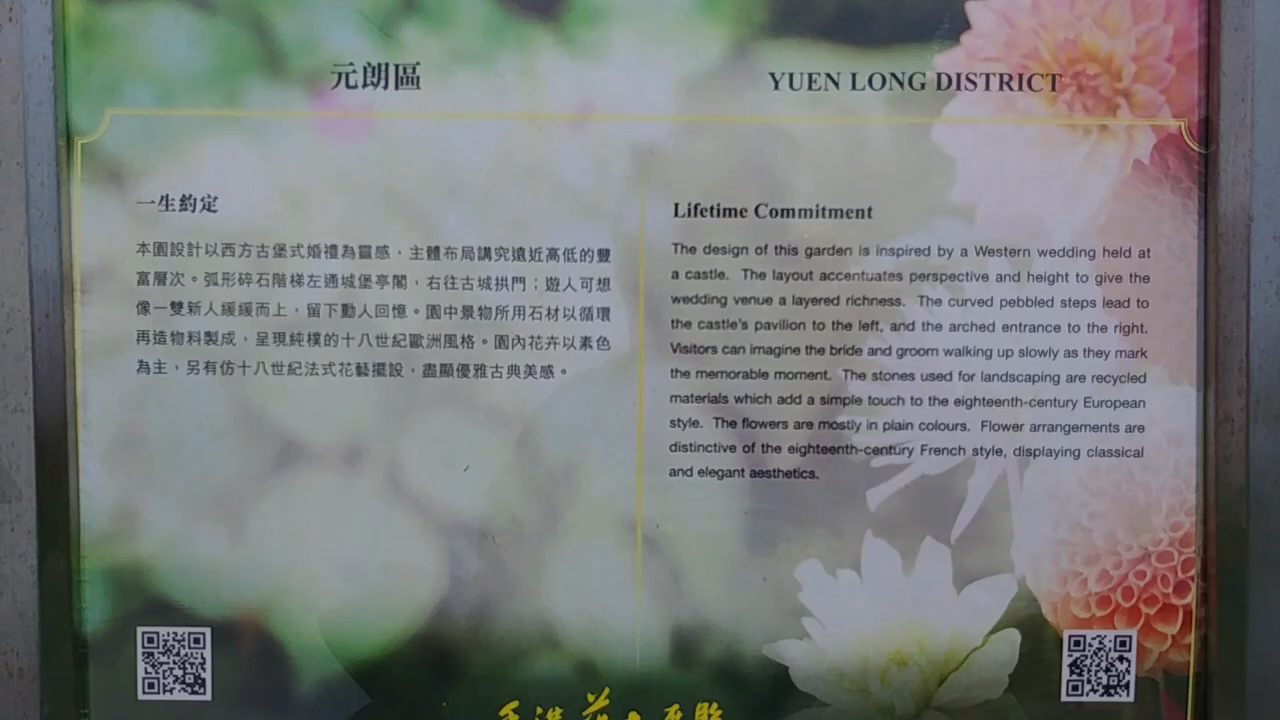 元朗區
一生約定
本園設計以西方古堡式婚禮為靈感，主體布局講究遠近高低的豐
富層次。弧形碎石階梯左通城堡亭閣，右往古城拱門；遊人可想
像一雙新人緩緩而上，留下動人回憶。園中景物所用石材以循環
再造物料製成，呈現純樸的十八世紀歐洲風格。園內花卉以素色
為主，另有仿十八世紀法式花藝擺設，盡顯優雅古典美感。
YUEN LONG DISTRICT
Lifetime Commitment
The design of this garden is inspired by a Western wedding held at
a castle. The layout accentuates perspective and height to give the
wedding venue a layered richness. The curved pebbled steps lead to
the castle's pavilion to the left, and the arched entrance to the right.
Visitors can imagine the bride and groom walking up slowly as they mark
the memorable moment. The stones used for landscaping are recycled
materials which add a simple touch to the eighteenth-century European
style. The flowers are mostly in plain colours. Flower arrangements are
distinctive of the eighteenth-century French style, displaying classical
and elegant aesthetics.